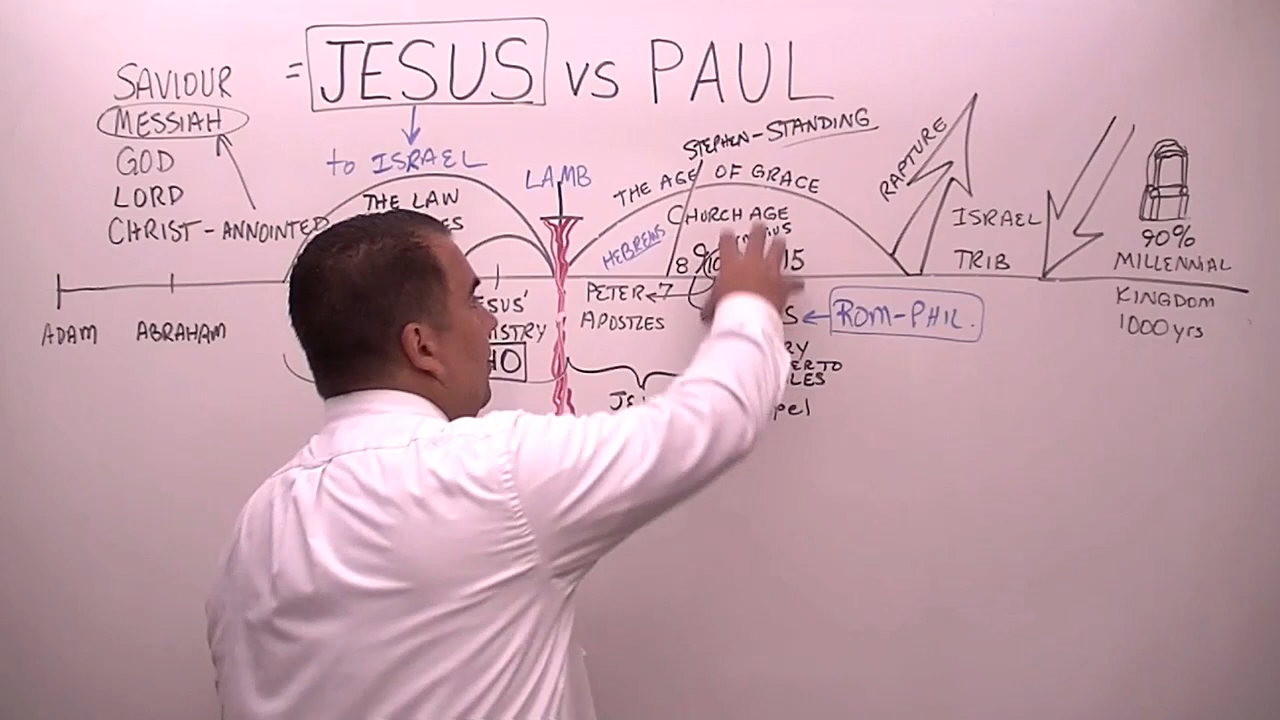 = JESUS vs PAUL
SAVIOUR
MESSIAH
GOD
LORD
CHRIST - ANNOINTED
to ISRAEL
THE LAW
LAMB
STEPHEN - STANDING
THE AGE OF GRACE
CHURCH AGE
HEBREWS
8
15
RAPTURE
ISRAEL
TRIB
90%
MILLENNIAL
KINGDOM
1000 yrs
ADAM
ABRAHAM
PETER 7
APOSTLES
ROM-PHIL.